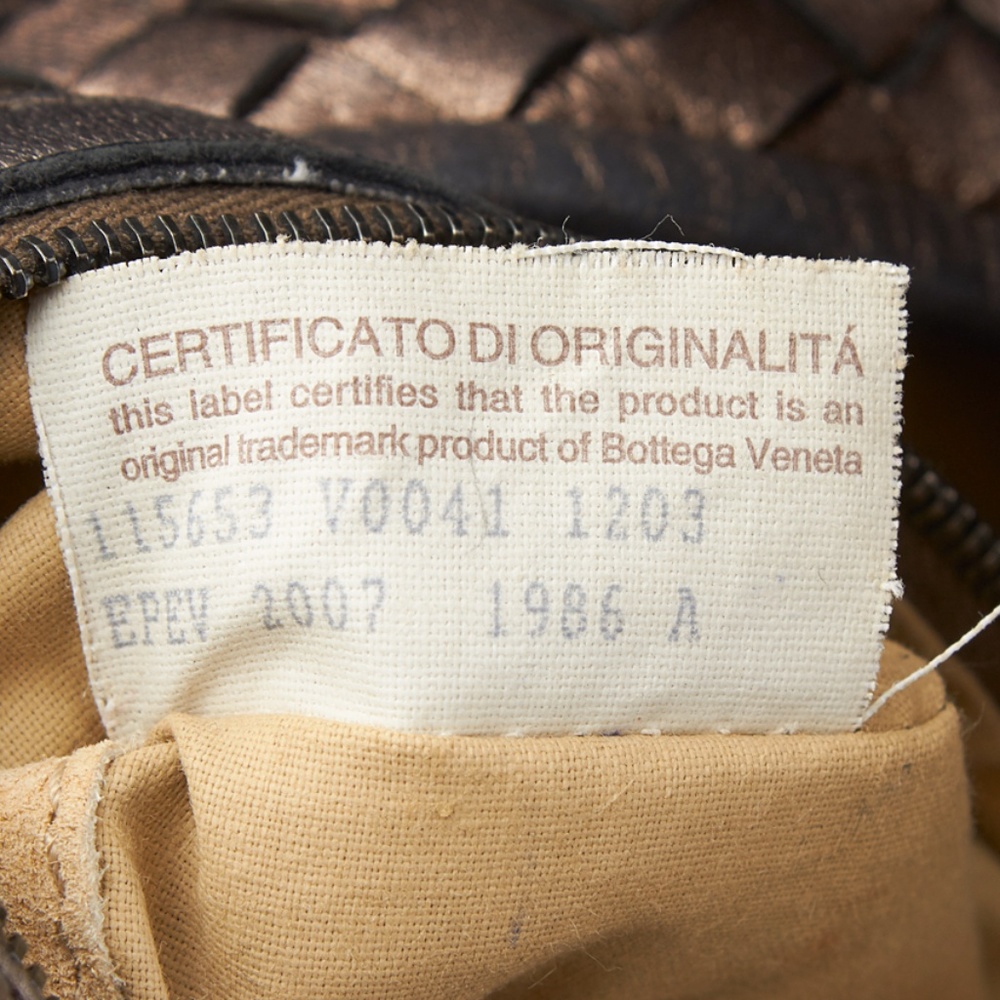 CERTIFICATO DI ORIGINALITÁ
this label certifies that the product is an
original trademark product of Bottega Veneta
115653 V0041 1203
EPEV 2007 1986 A